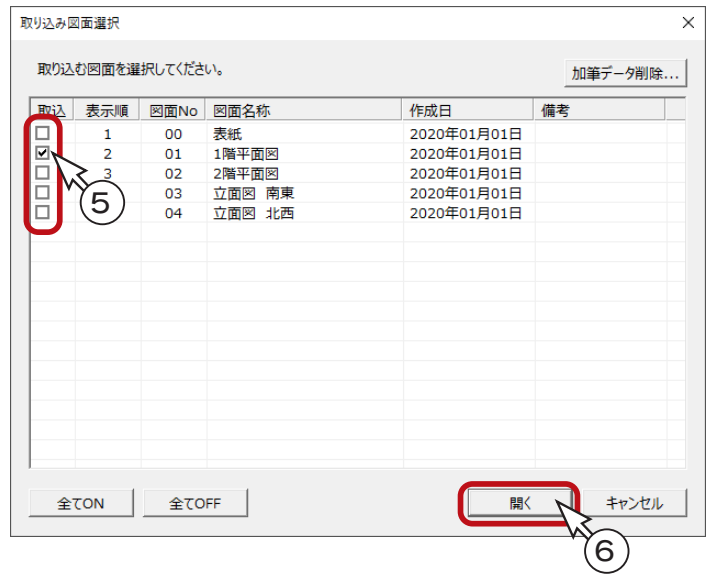 取り込み図面選択
取り込む図面を選択してください。
加筆データ削除...
取込 表示順 図面No 図面名称 作成日 備考
1 00 表紙 2020年01月01日
2 01 1階平面図 2020年01月01日
3 02 2階平面図 2020年01月01日
03 立面図 南東 2020年01月01日
04 立面図 北西 2020年01月01日
5
全てON 全てOFF 開く キャンセル
6